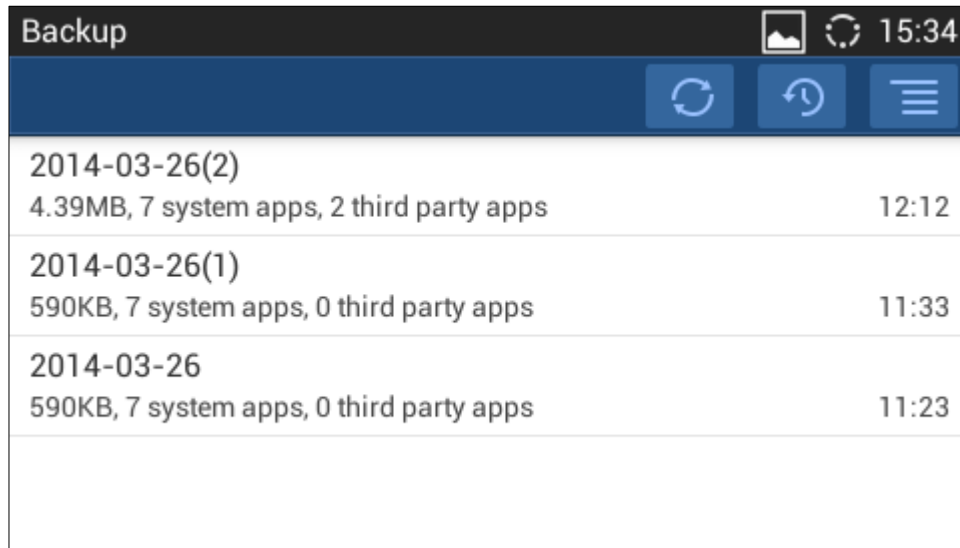 Backup 15:34
2014-03-26(2)
4.39MB, 7 system apps, 2 third party apps 12:12
2014-03-26(1)
590KB, 7 system apps, 0 third party apps 11:33
2014-03-26
590KB, 7 system apps, 0 third party apps 11:23